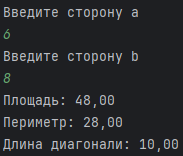 Введите сторону a
6
Введите сторону b
8
Площадь: 48,00
Периметр: 28,00
Длина диагонали: 10,00